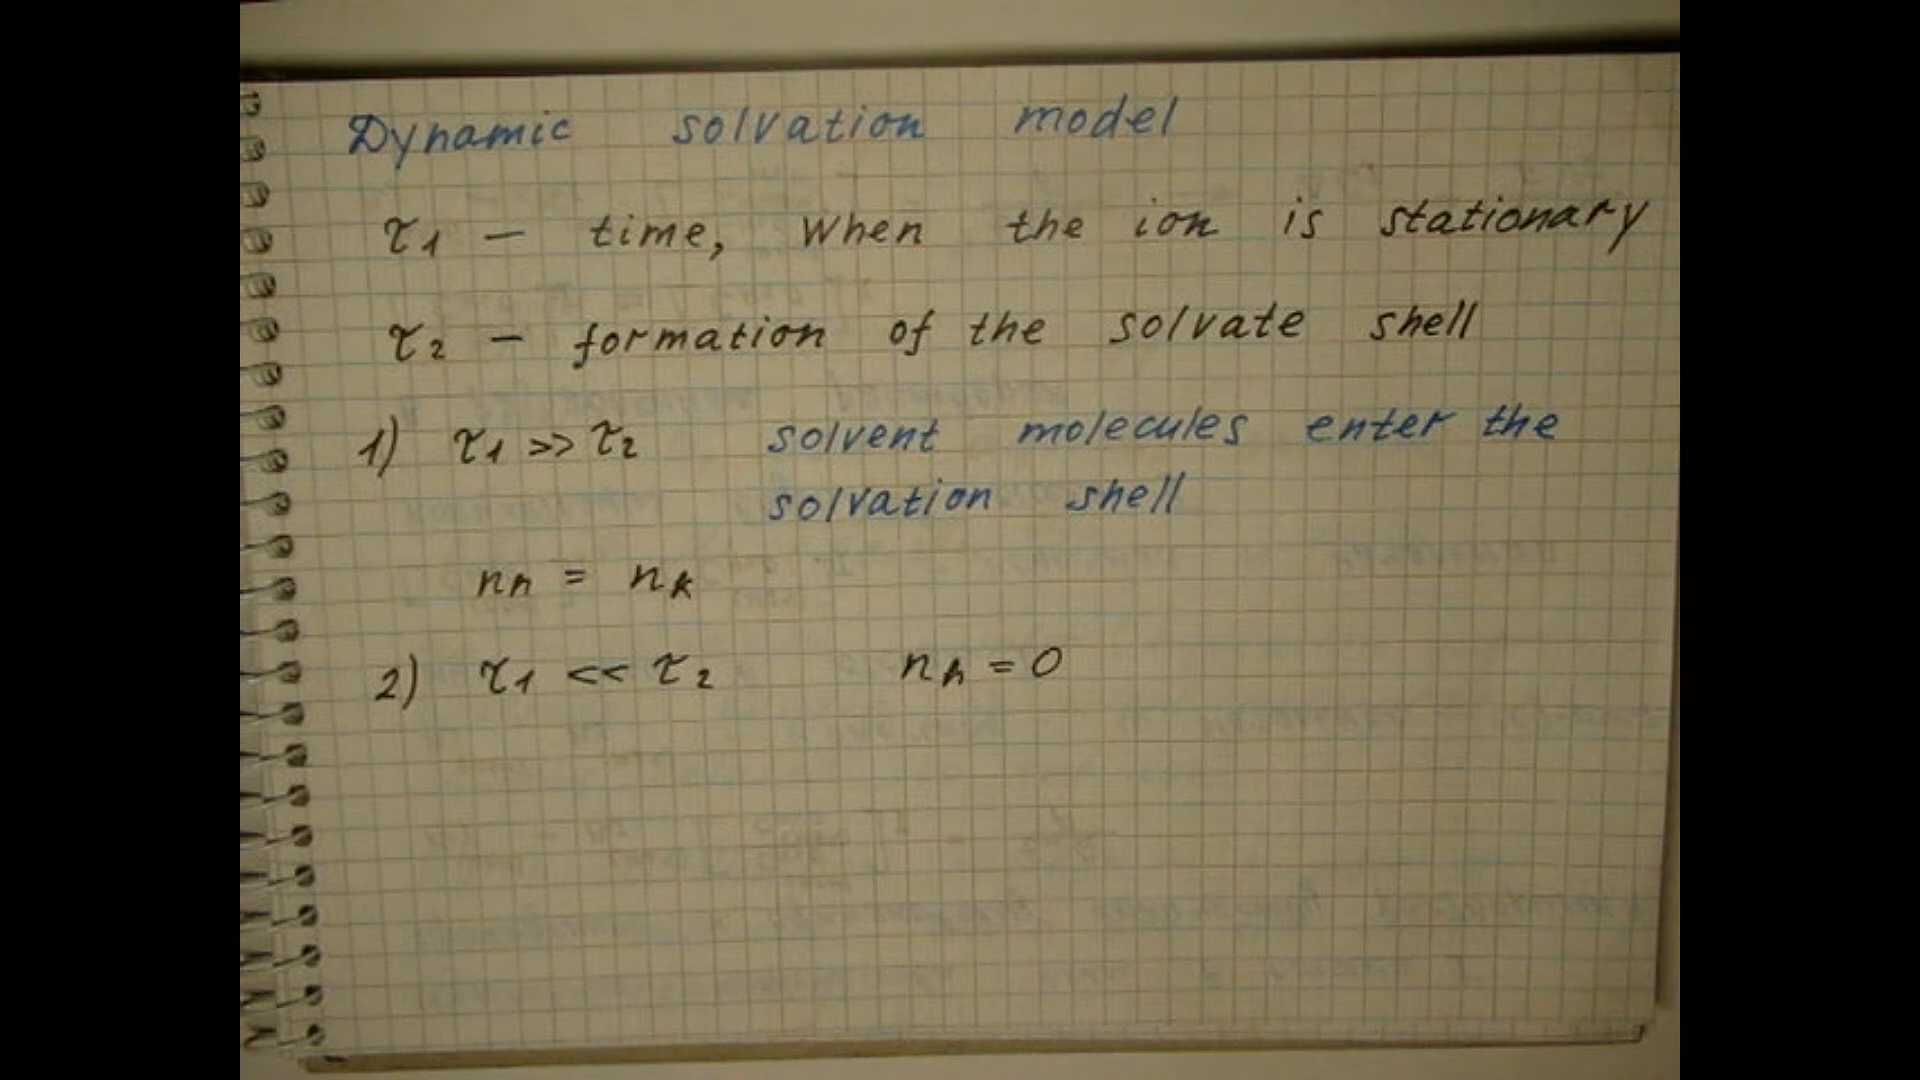 Dynamic solvation model
τ1 – time, when the ion is stationary
τ2 – formation of the solvate shell
1) τ1 >> τ2 solvent molecules enter the
solvation shell
nh = nk
2) τ1 << τ2 nh = 0